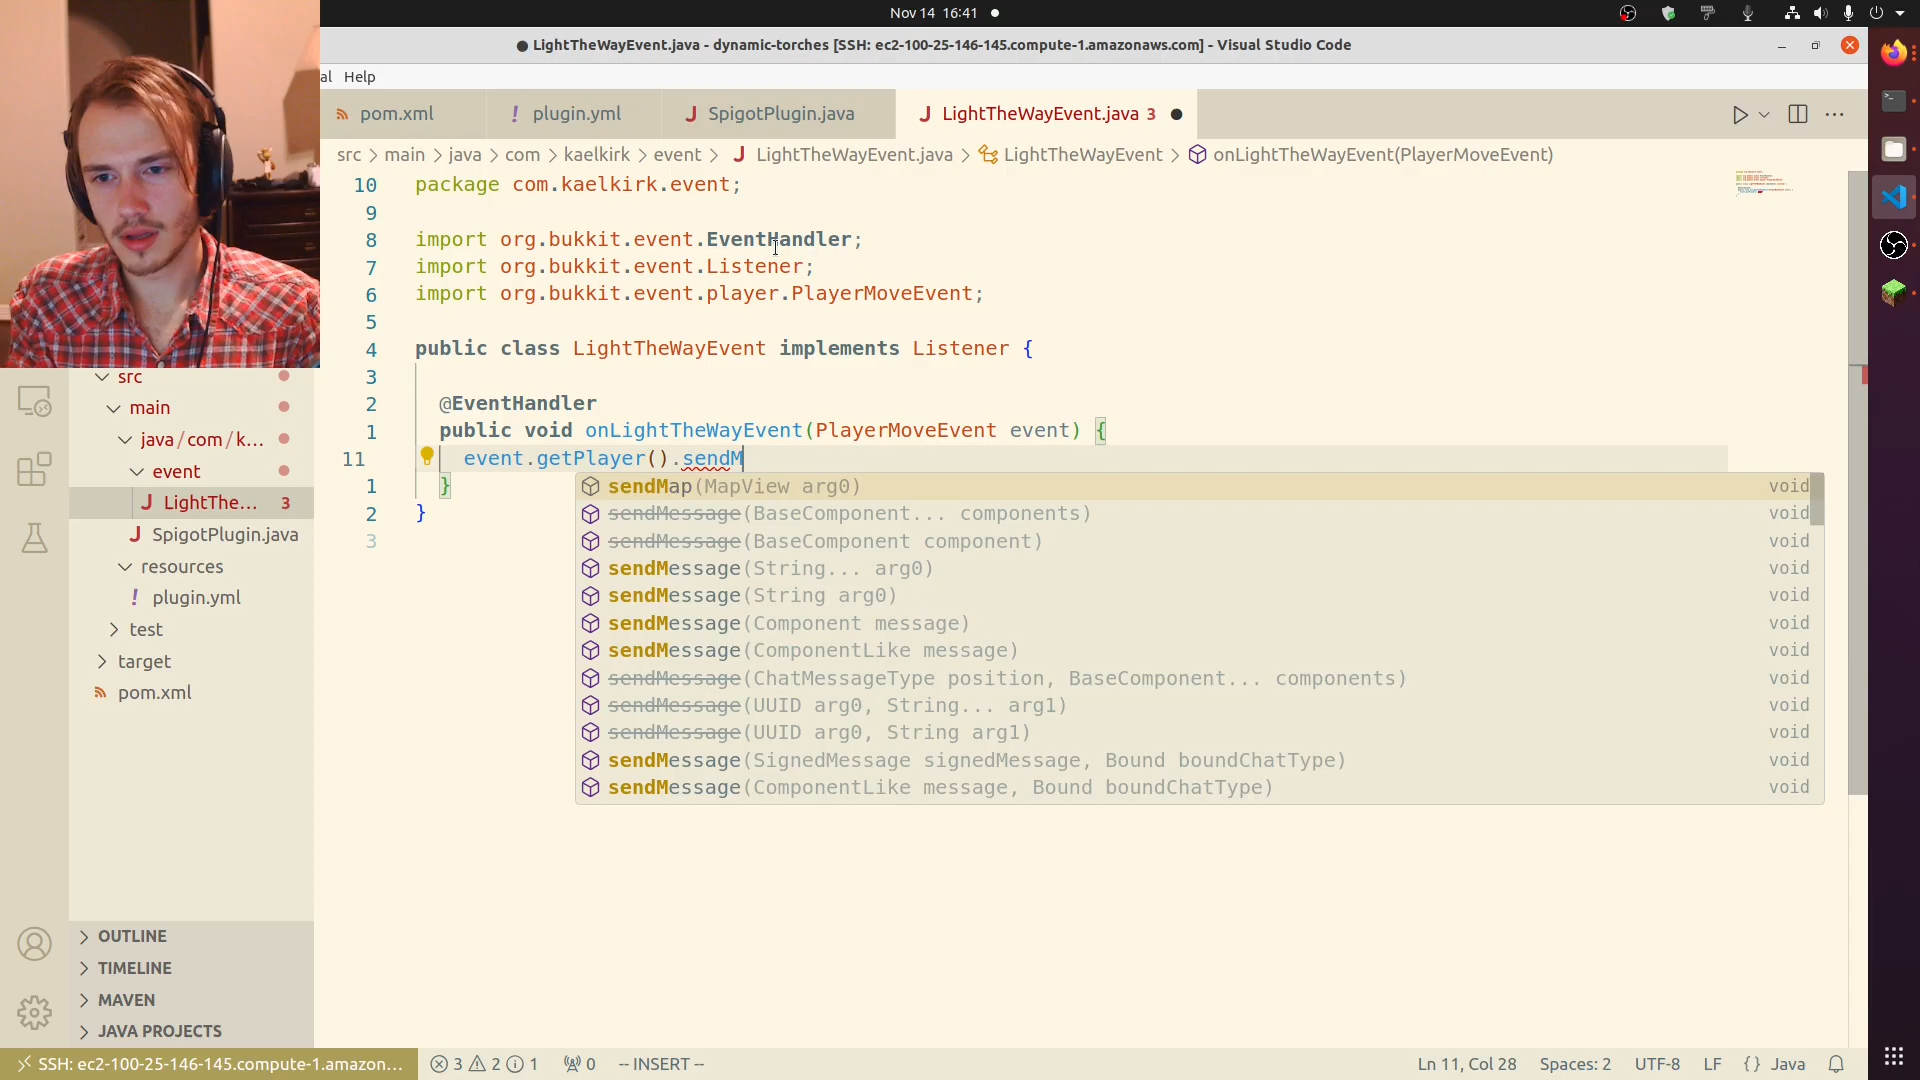 Nov 14 16:41
LightTheWayEvent.java - dynamic-torches [SSH: ec2-100-25-146-145.compute-1.amazonaws.com] - Visual Studio Code
al Help
pom.xml
plugin.yml
SpigotPlugin.java
LightTheWayEvent.java 3
src > main > java > com > kaelkirk > event > LightTheWayEvent.java > LightTheWayEvent > onLightTheWayEvent(PlayerMoveEvent)
10 package com.kaelkirk.event;
9
8 import org.bukkit.event.EventHandler;
7 import org.bukkit.event.Listener;
6 import org.bukkit.event.player.PlayerMoveEvent;
5
4 public class LightTheWayEvent implements Listener {
3
2 @EventHandler
1 public void onLightTheWayEvent(PlayerMoveEvent event) {
11 event.getPlayer().sendM
1 }
2 }
3
sendMap(MapView arg0) void
sendMessage(BaseComponent... components) void
sendMessage(BaseComponent component) void
sendMessage(String... arg0) void
sendMessage(String arg0) void
sendMessage(Component message) void
sendMessage(ComponentLike message) void
sendMessage(ChatMessageType position, BaseComponent... components) void
sendMessage(UUID arg0, String... arg1) void
sendMessage(UUID arg0, String arg1) void
sendMessage(SignedMessage signedMessage, Bound boundChatType) void
sendMessage(ComponentLike message, Bound boundChatType) void
src
main
java/com/k...
event
LightThe... 3
SpigotPlugin.java
resources
plugin.yml
test
target
pom.xml
OUTLINE
TIMELINE
MAVEN
JAVA PROJECTS
SSH: ec2-100-25-146-145.compute-1.amazon... 3 2 1 0 -- INSERT -- Ln 11, Col 28 Spaces: 2 UTF-8 LF {} Java